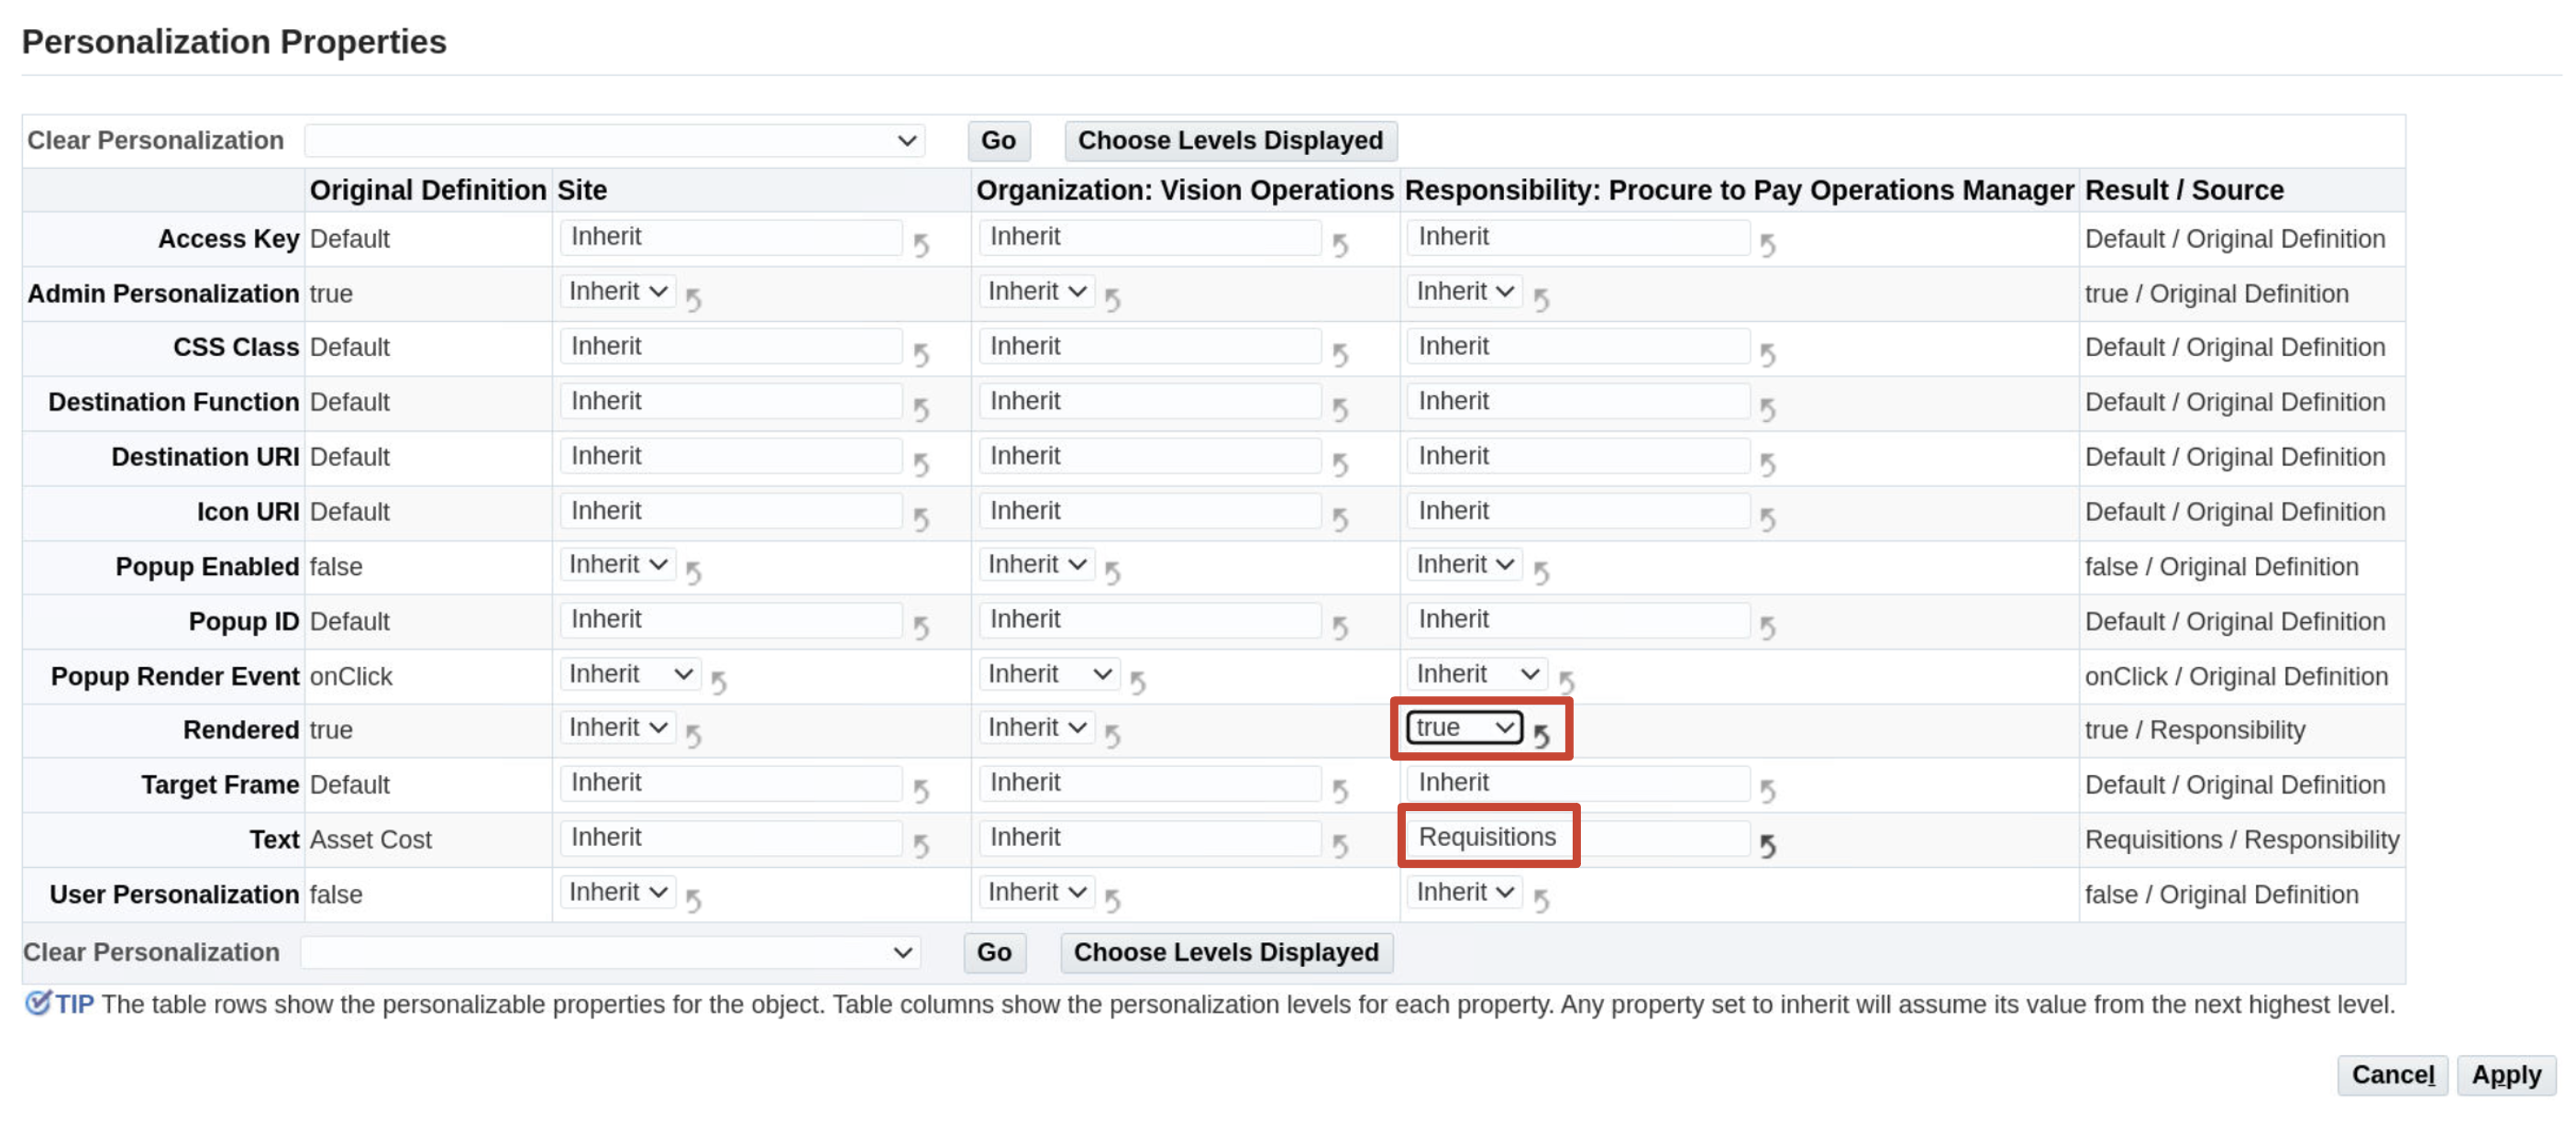 Personalization Properties
Clear Personalization Go Choose Levels Displayed
Original Definition Site Organization: Vision Operations Responsibility: Procure to Pay Operations Manager Result / Source
Access Key Default Inherit Inherit Inherit Default / Original Definition
Admin Personalization true Inherit Inherit Inherit true / Original Definition
CSS Class Default Inherit Inherit Inherit Default / Original Definition
Destination Function Default Inherit Inherit Inherit Default / Original Definition
Destination URI Default Inherit Inherit Inherit Default / Original Definition
Icon URI Default Inherit Inherit Inherit Default / Original Definition
Popup Enabled false Inherit Inherit Inherit false / Original Definition
Popup ID Default Inherit Inherit Inherit Default / Original Definition
Popup Render Event onClick Inherit Inherit Inherit onClick / Original Definition
Rendered true Inherit Inherit true true / Responsibility
Target Frame Default Inherit Inherit Inherit Default / Original Definition
Text Asset Cost Inherit Inherit Requisitions Requisitions / Responsibility
User Personalization false Inherit Inherit Inherit false / Original Definition
Clear Personalization Go Choose Levels Displayed
TIP The table rows show the personalizable properties for the object. Table columns show the personalization levels for each property. Any property set to inherit will assume its value from the next highest level.
Cancel Apply